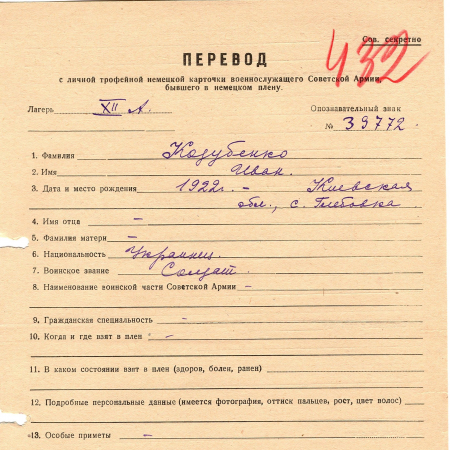 Сов. секретно
432
ПЕРЕВОД
с личной трофейной немецкой карточки военнослужащего Советской Армии,
бывшего в немецком плену.
Лагерь XII А.
Опознавательный знак
№ 39772.
1. Фамилия Козубенко
2. Имя Иван.
3. Дата и место рождения 1922г. – Киевская
обл., с. Глебовка
4. Имя отца –
5. Фамилия матери –
6. Национальность Украинец
7. Воинское звание Солдат.
8. Наименование воинской части Советской Армии –
9. Гражданская специальность –
10. Когда и где взят в плен –
11. В каком состоянии взят в плен (здоров, болен, ранен)
12. Подробные персональные данные (имеется фотография, оттиск пальцев, рост, цвет волос)
13. Особые приметы –